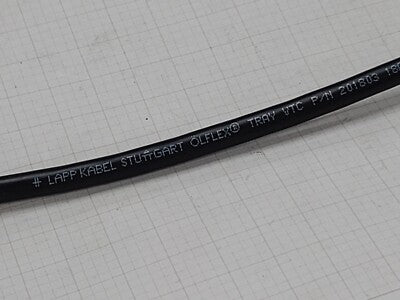 # LAPP KABEL STUTTGART ÖLFLEX® TRAY VTC P/N 201803